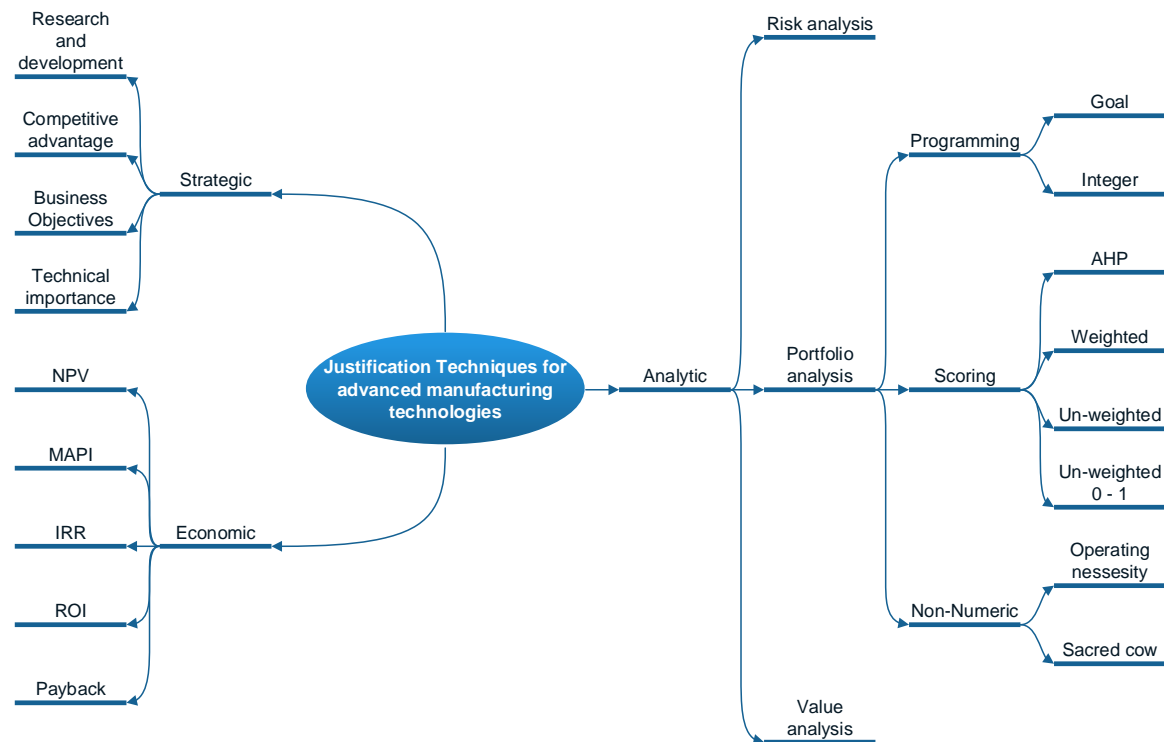 Research
and
development
Competitive
advantage
Business
Objectives
Technical
importance
Strategic
NPV
MAPI
IRR
ROI
Payback
Economic
Justification Techniques for
advanced manufacturing
technologies
Analytic
Risk analysis
Portfolio
analysis
Value
analysis
Programming
Goal
Integer
Scoring
AHP
Weighted
Un-weighted
Un-weighted
0 - 1
Non-Numeric
Operating
nessesity
Sacred cow